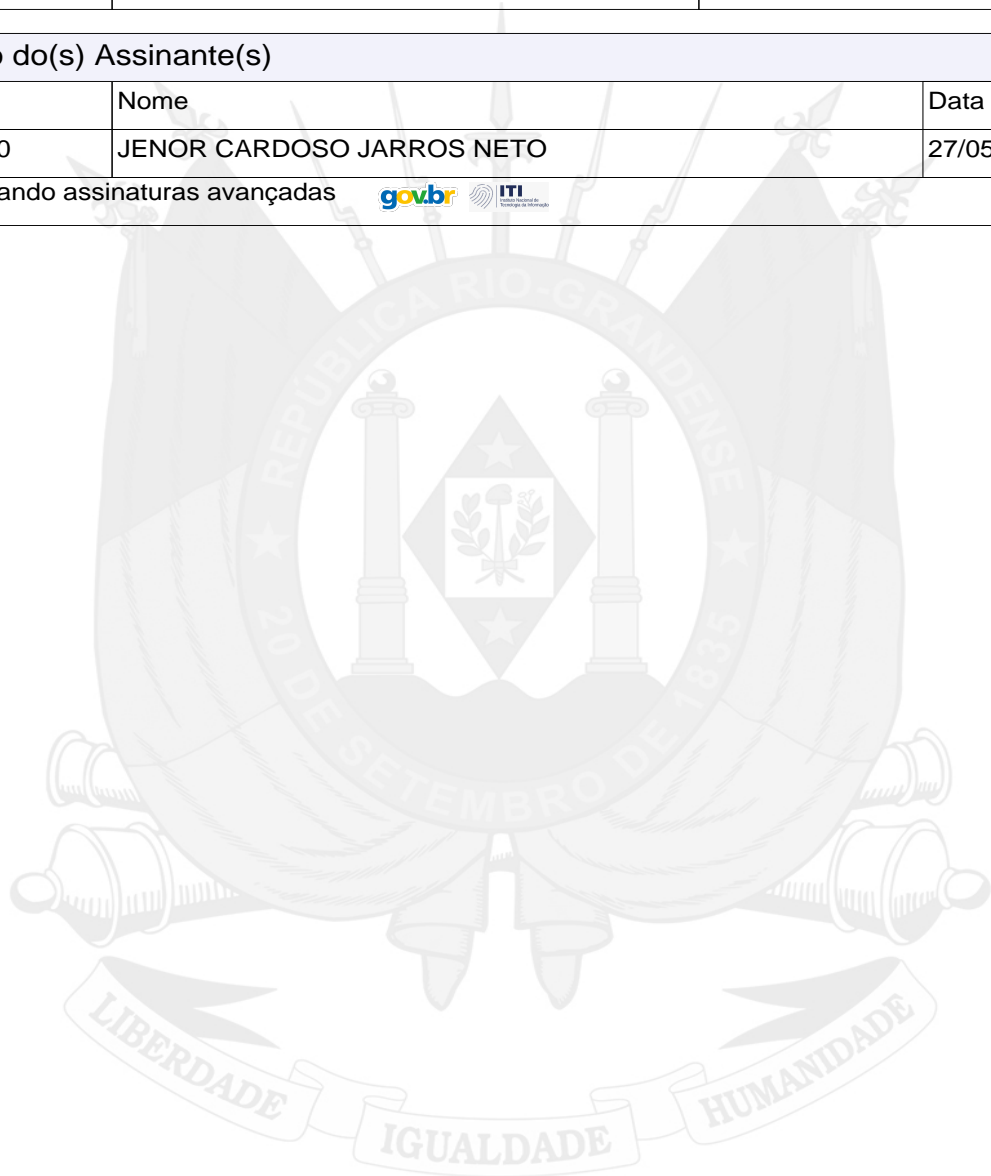 o do(s) Assinante(s)
Nome Data
0 JENOR CARDOSO JARROS NETO 27/05
ando assinaturas avançadas gov.br ITI
REPÚBLICA RIO-GRANDENSE
20 DE SETEMBRO DE 1835
LIBERDADE IGUALDADE HUMANIDADE